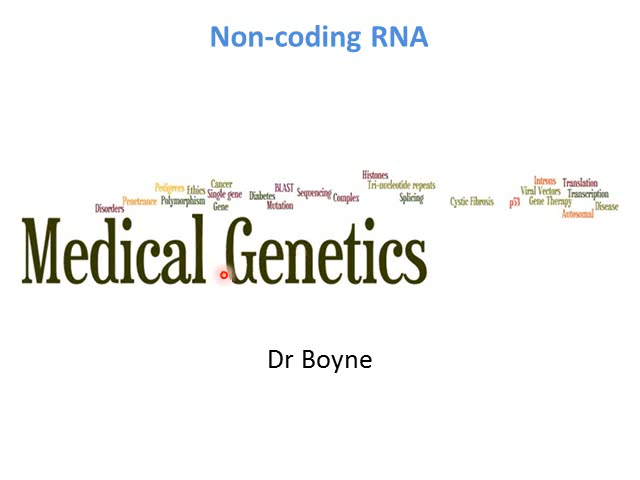 Non-coding RNA
Histones
Pedigrees Ethics Cancer BLAST Tri-nucleotide repeats Introns Translation
Penetrance Polymorphism Single gene Diabetes Sequencing Complex Splicing Cystic Fibrosis p53 Viral Vectors Transcription
Disorders Gene Mutation Gene Therapy Disease
Autosomal
Medical Genetics
Dr Boyne